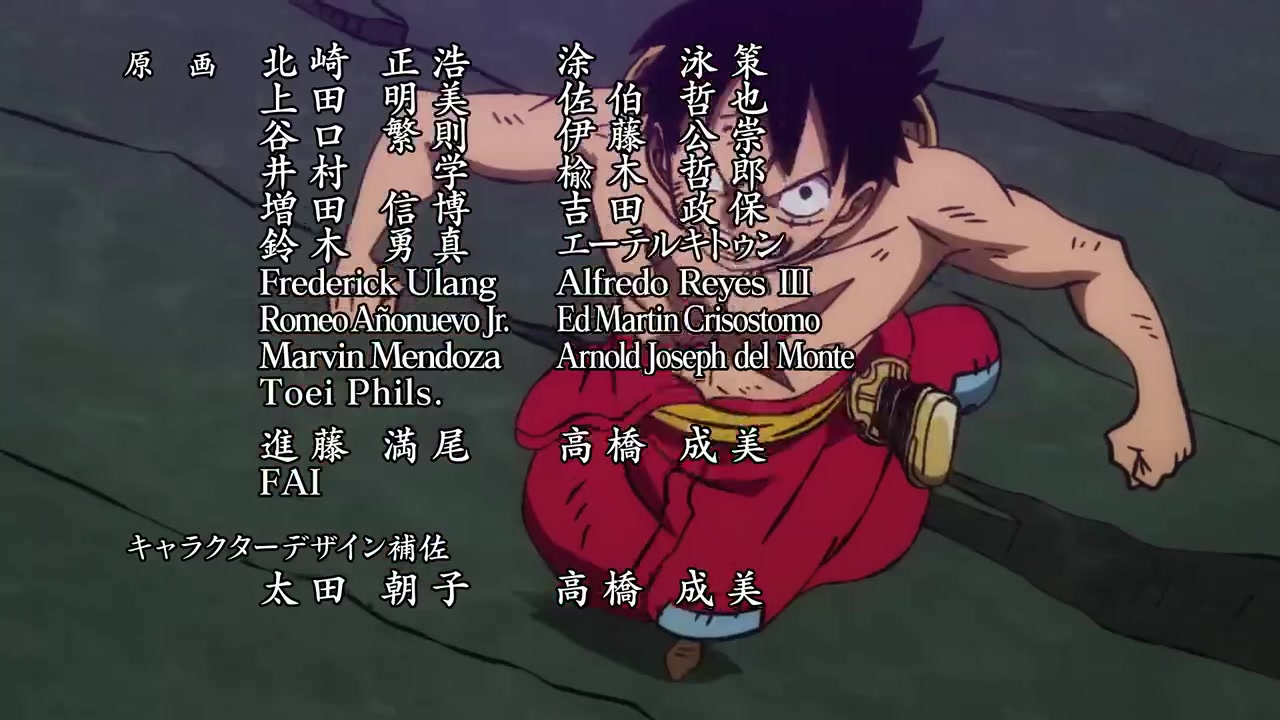 原画 北崎正浩 涂泳策
上田明美 佐伯哲也
谷口繁則 伊藤公崇
井村学 楡木哲郎
増田信博 吉田政保
鈴木勇真 エーテルキトゥン
Frederick Ulang Alfredo Reyes III
Romeo Añonuevo Jr. Ed Martin Crisostomo
Marvin Mendoza Arnold Joseph del Monte
Toei Phils.
進藤満尾 高橋成美
FAI
キャラクターデザイン補佐
太田朝子 高橋成美